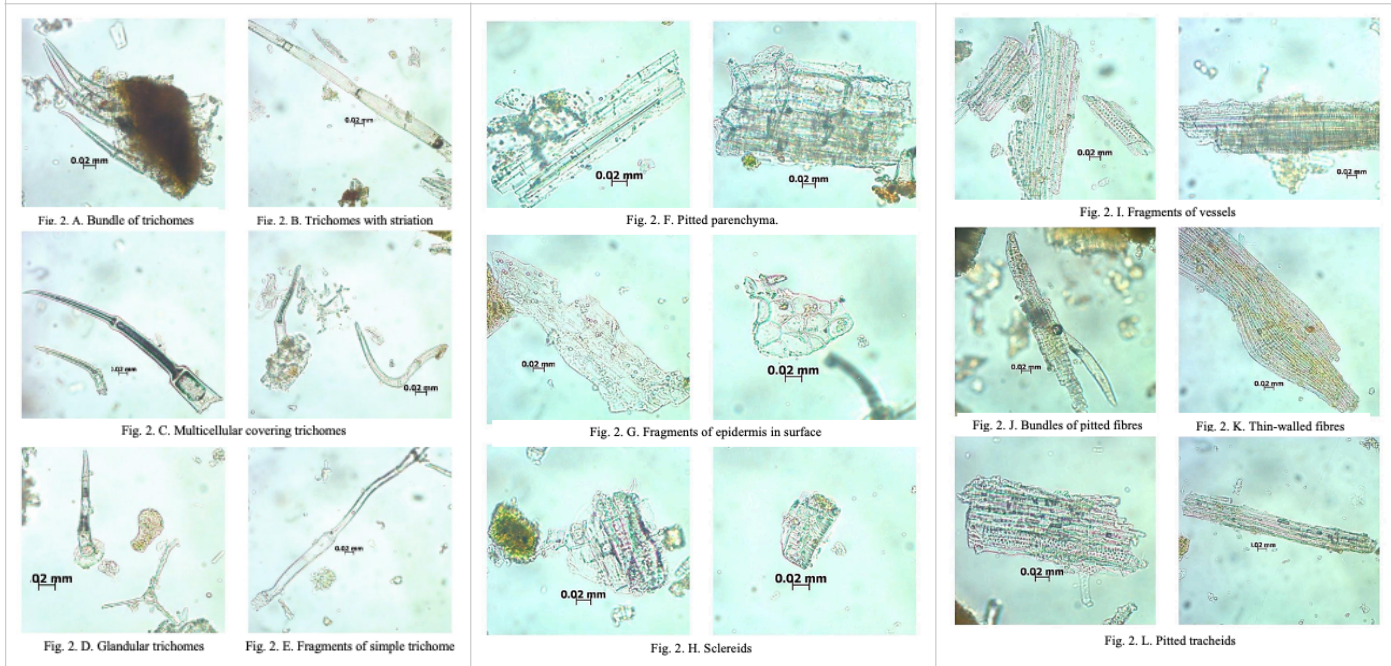 0.02 mm
0.02 mm
Fig. 2. A. Bundle of trichomes
Fig. 2. B. Trichomes with striation
0.02 mm
0.02 mm
Fig. 2. C. Multicellular covering trichomes
02 mm
0.02 mm
Fig. 2. D. Glandular trichomes
Fig. 2. E. Fragments of simple trichome
0.02 mm
0.02 mm
Fig. 2. F. Pitted parenchyma.
0.02 mm
0.02 mm
Fig. 2. G. Fragments of epidermis in surface
0.02 mm
0.02 mm
Fig. 2. H. Sclereids
0.02 mm
0.02 mm
Fig. 2. I. Fragments of vessels
0.02 mm
0.02 mm
Fig. 2. J. Bundles of pitted fibres
Fig. 2. K. Thin-walled fibres
0.02 mm
0.02 mm
Fig. 2. L. Pitted tracheids